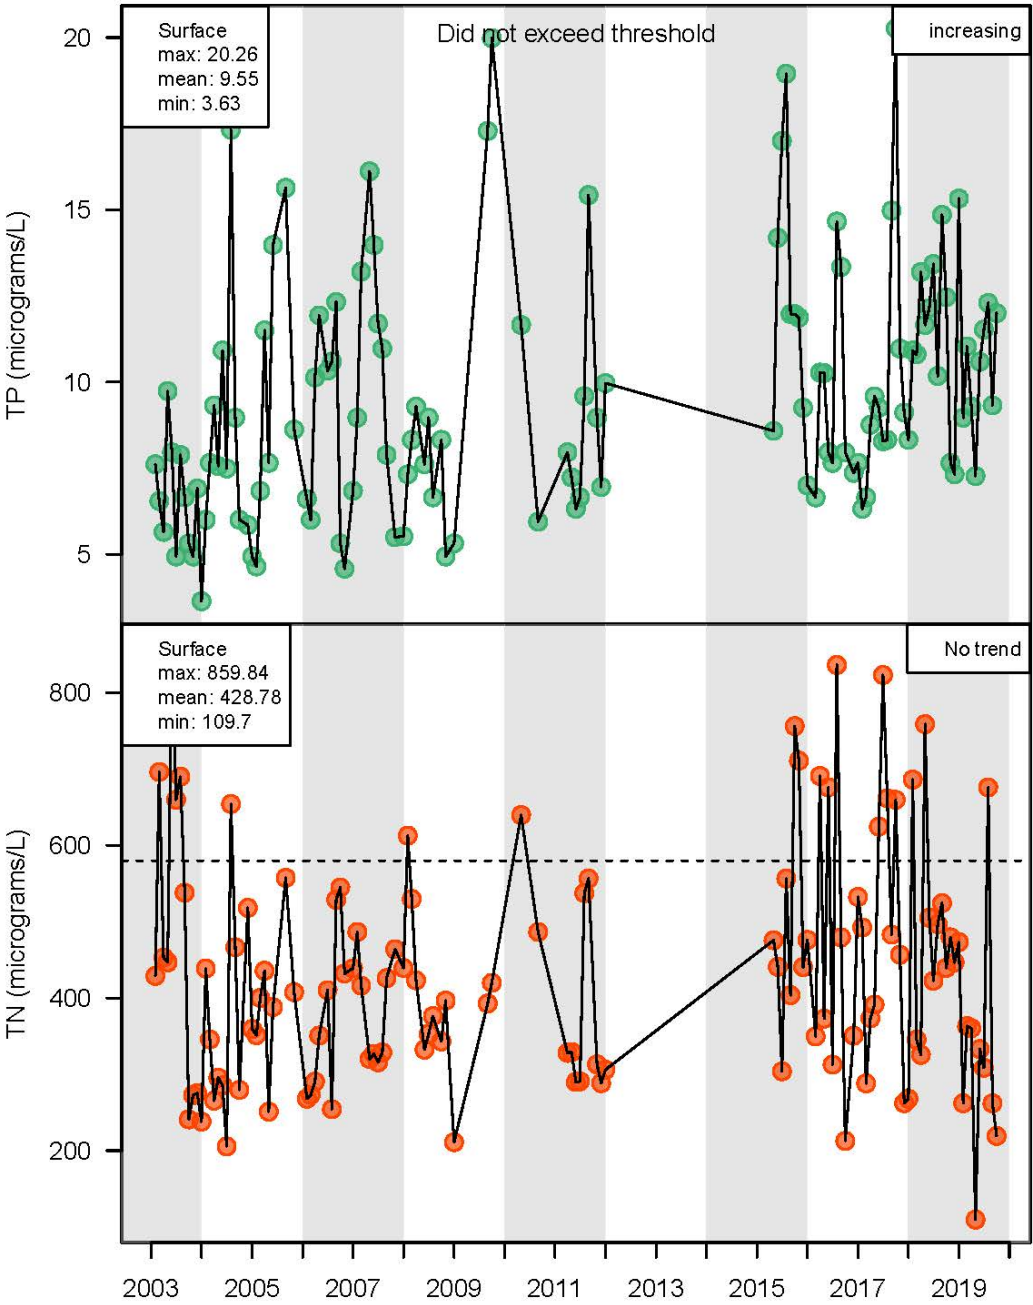 Surface
max: 20.26
mean: 9.55
min: 3.63
Did not exceed threshold
increasing
20
15
10
5
TP (micrograms/L)
Surface
max: 859.84
mean: 428.78
min: 109.7
No trend
800
600
400
200
TN (micrograms/L)
2003 2005 2007 2009 2011 2013 2015 2017 2019